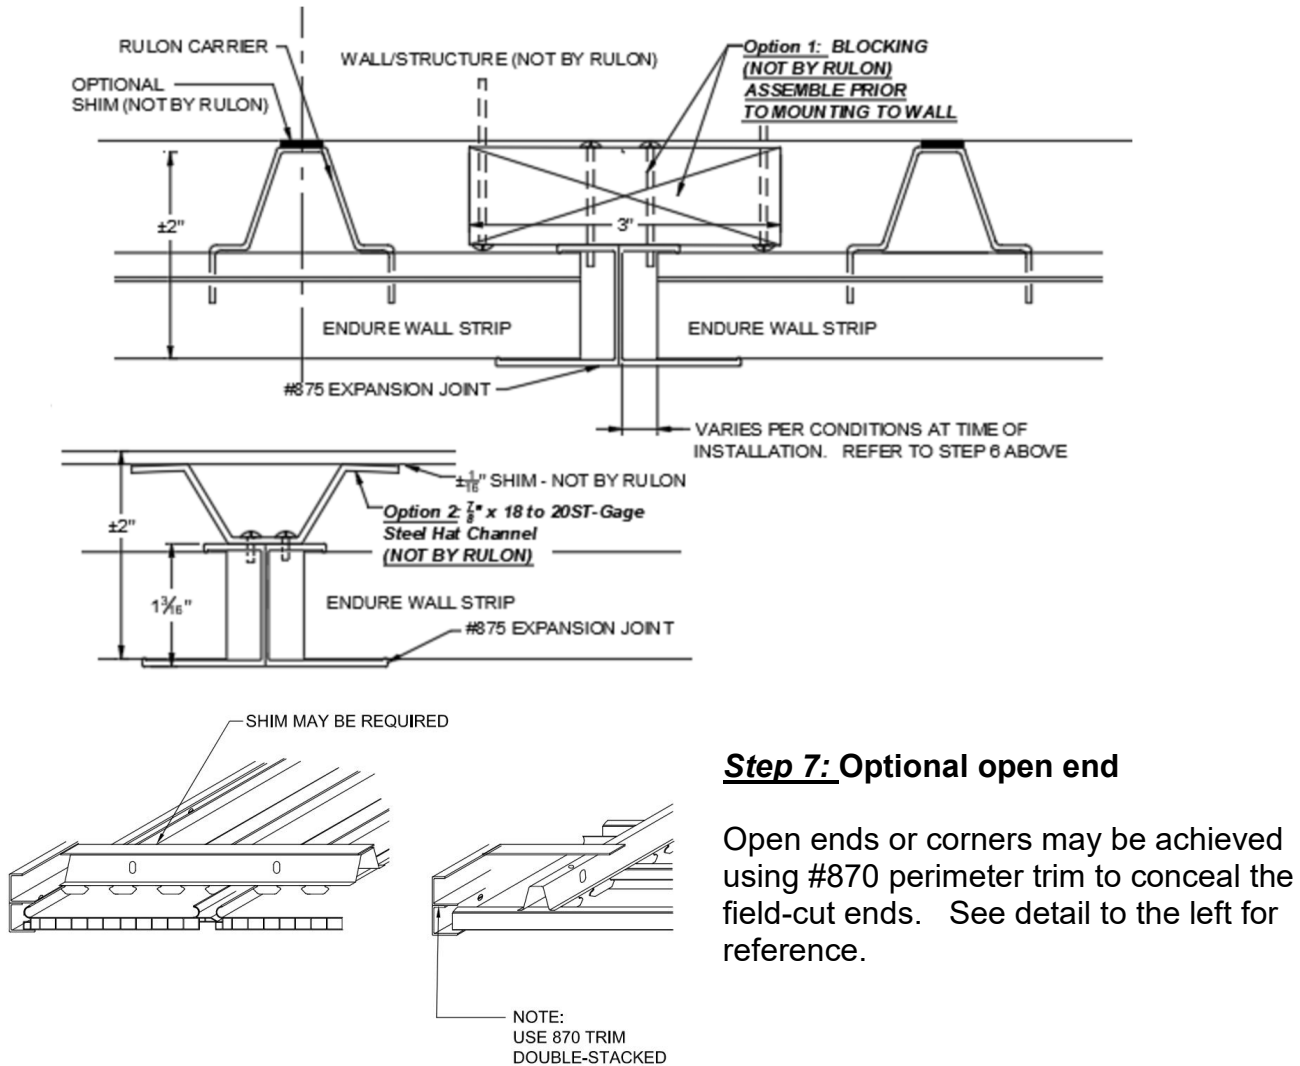 RULON CARRIER
OPTIONAL
SHIM (NOT BY RULON)
WALL/STRUCTURE (NOT BY RULON)
Option 1: BLOCKING
(NOT BY RULON)
ASSEMBLE PRIOR
TO MOUNTING TO WALL
±2"
3"
ENDURE WALL STRIP
ENDURE WALL STRIP
#875 EXPANSION JOINT
VARIES PER CONDITIONS AT TIME OF
INSTALLATION. REFER TO STEP 6 ABOVE
±1/16" SHIM - NOT BY RULON
Option 2: 7/8" x 18 to 20ST-Gage
Steel Hat Channel
(NOT BY RULON)
±2"
1 3/16"
ENDURE WALL STRIP
#875 EXPANSION JOINT
SHIM MAY BE REQUIRED
Step 7: Optional open end
Open ends or corners may be achieved
using #870 perimeter trim to conceal the
field-cut ends. See detail to the left for
reference.
NOTE:
USE 870 TRIM
DOUBLE-STACKED